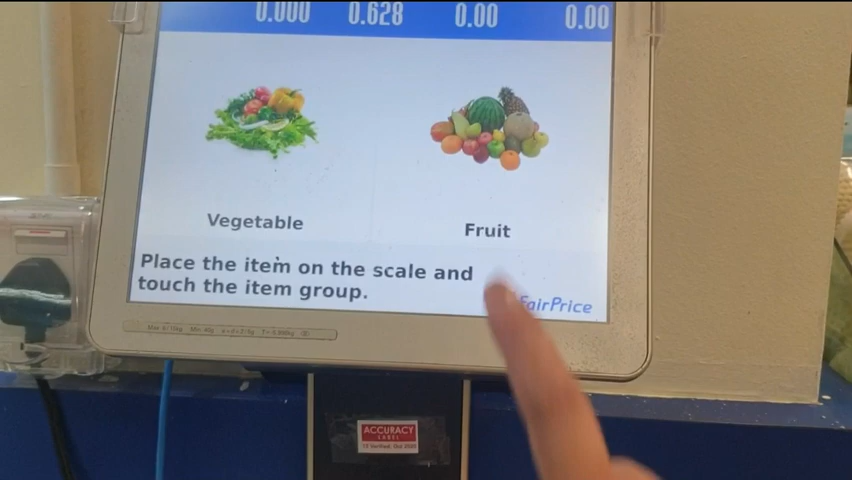 0.000 0.628 0.00 0.00
Vegetable
Fruit
Place the item on the scale and
touch the item group.
FairPrice
ACCURACY
LABEL